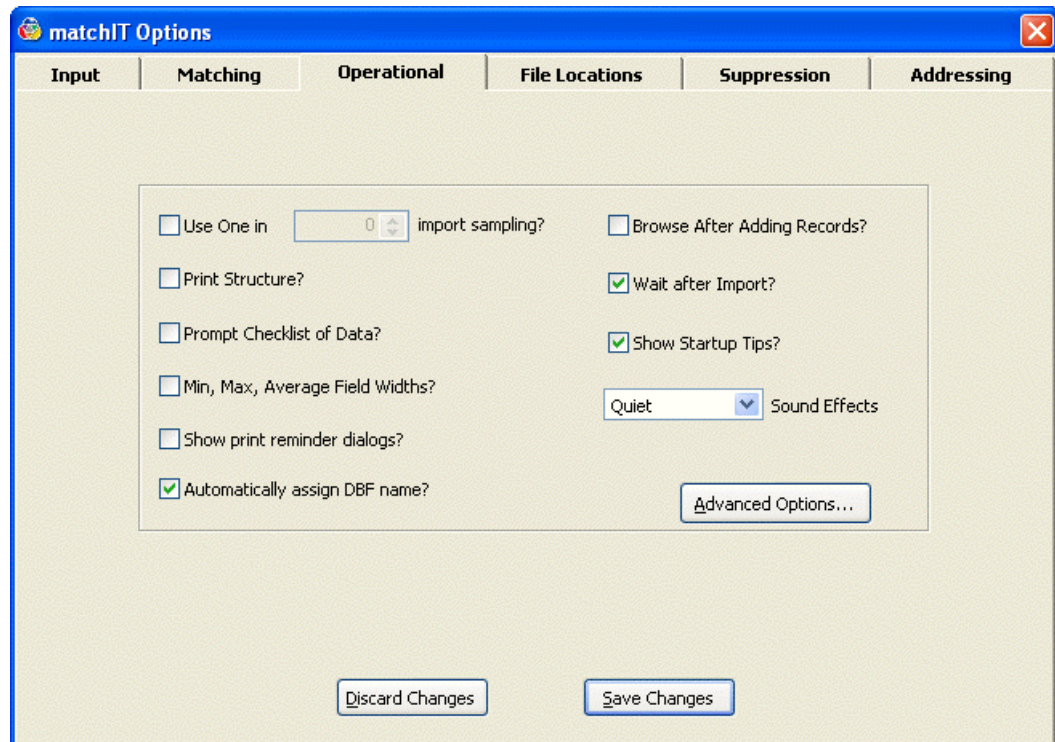 matchIT Options
Input Matching Operational File Locations Suppression Addressing
Use One in 0 import sampling?
Print Structure?
Prompt Checklist of Data?
Min, Max, Average Field Widths?
Show print reminder dialogs?
Automatically assign DBF name?
Browse After Adding Records?
Wait after Import?
Show Startup Tips?
Quiet Sound Effects
Advanced Options...
Discard Changes Save Changes